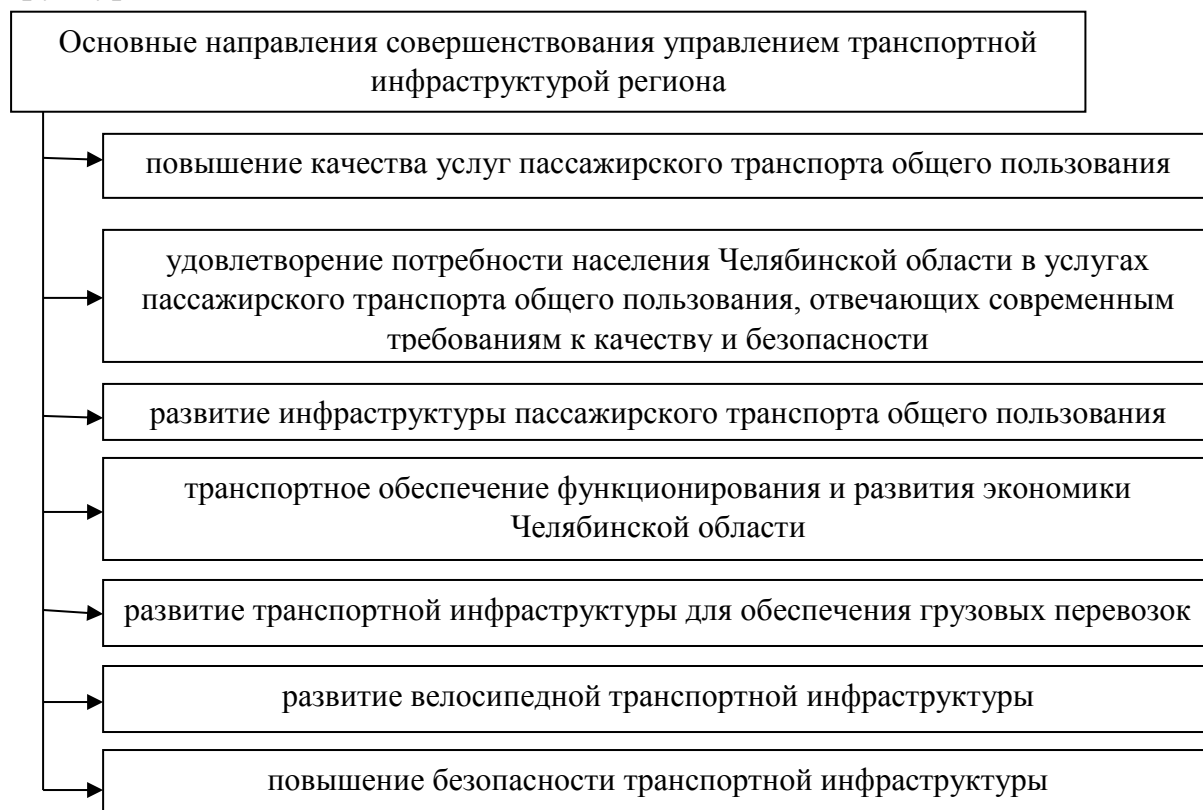 Основные направления совершенствования управлением транспортной
инфраструктурой региона
повышение качества услуг пассажирского транспорта общего пользования
удовлетворение потребности населения Челябинской области в услугах
пассажирского транспорта общего пользования, отвечающих современным
требованиям к качеству и безопасности
развитие инфраструктуры пассажирского транспорта общего пользования
транспортное обеспечение функционирования и развития экономики
Челябинской области
развитие транспортной инфраструктуры для обеспечения грузовых перевозок
развитие велосипедной транспортной инфраструктуры
повышение безопасности транспортной инфраструктуры